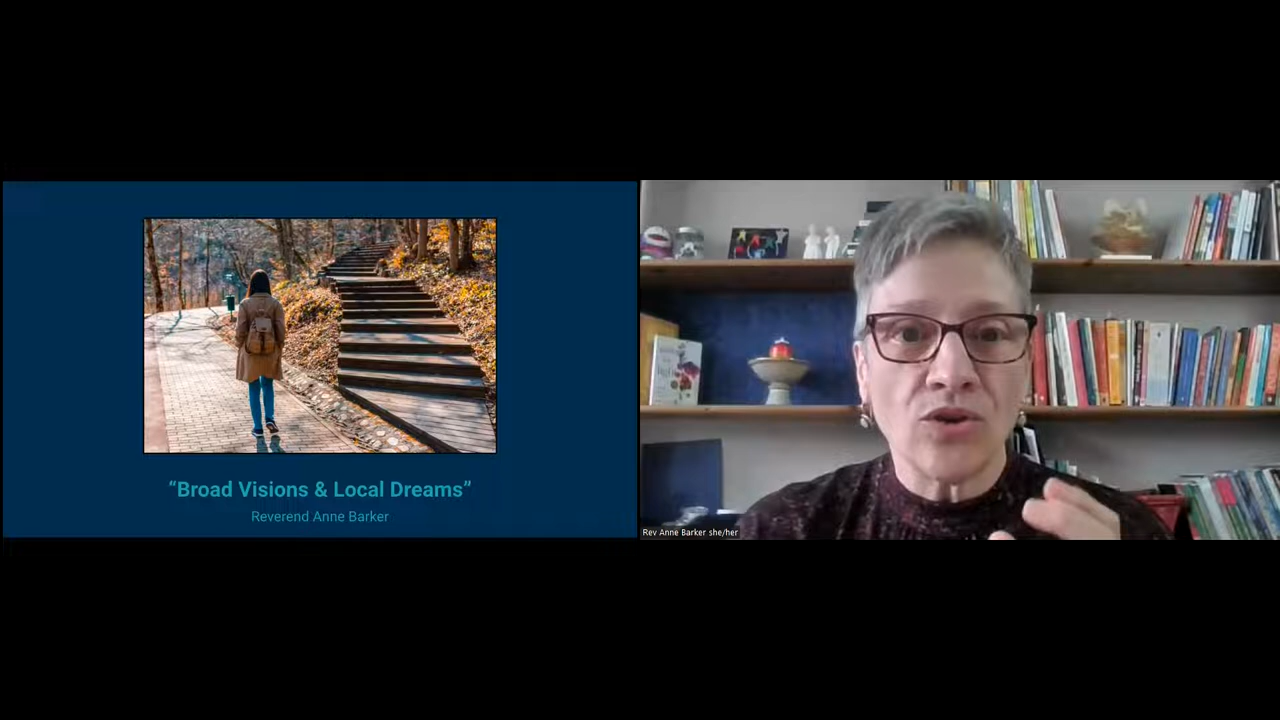 “Broad Visions & Local Dreams”
Reverend Anne Barker
Rev Anne Barker she/her